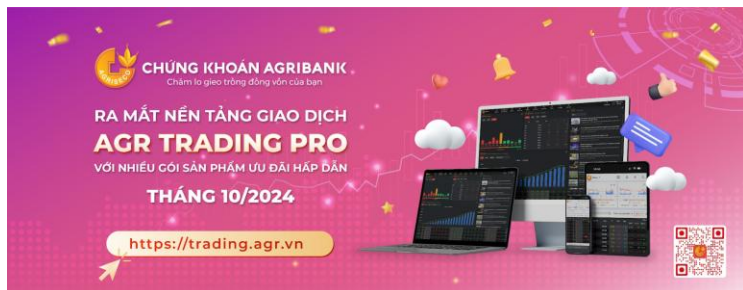 AGRISECO
CHỨNG KHOÁN AGRIBANK
Chăm lo gieo trồng đồng vốn của bạn
RA MẮT NỀN TẢNG GIAO DỊCH
AGR TRADING PRO
VỚI NHIỀU GÓI SẢN PHẨM ƯU ĐÃI HẤP DẪN
THÁNG 10/2024
https://trading.agr.vn